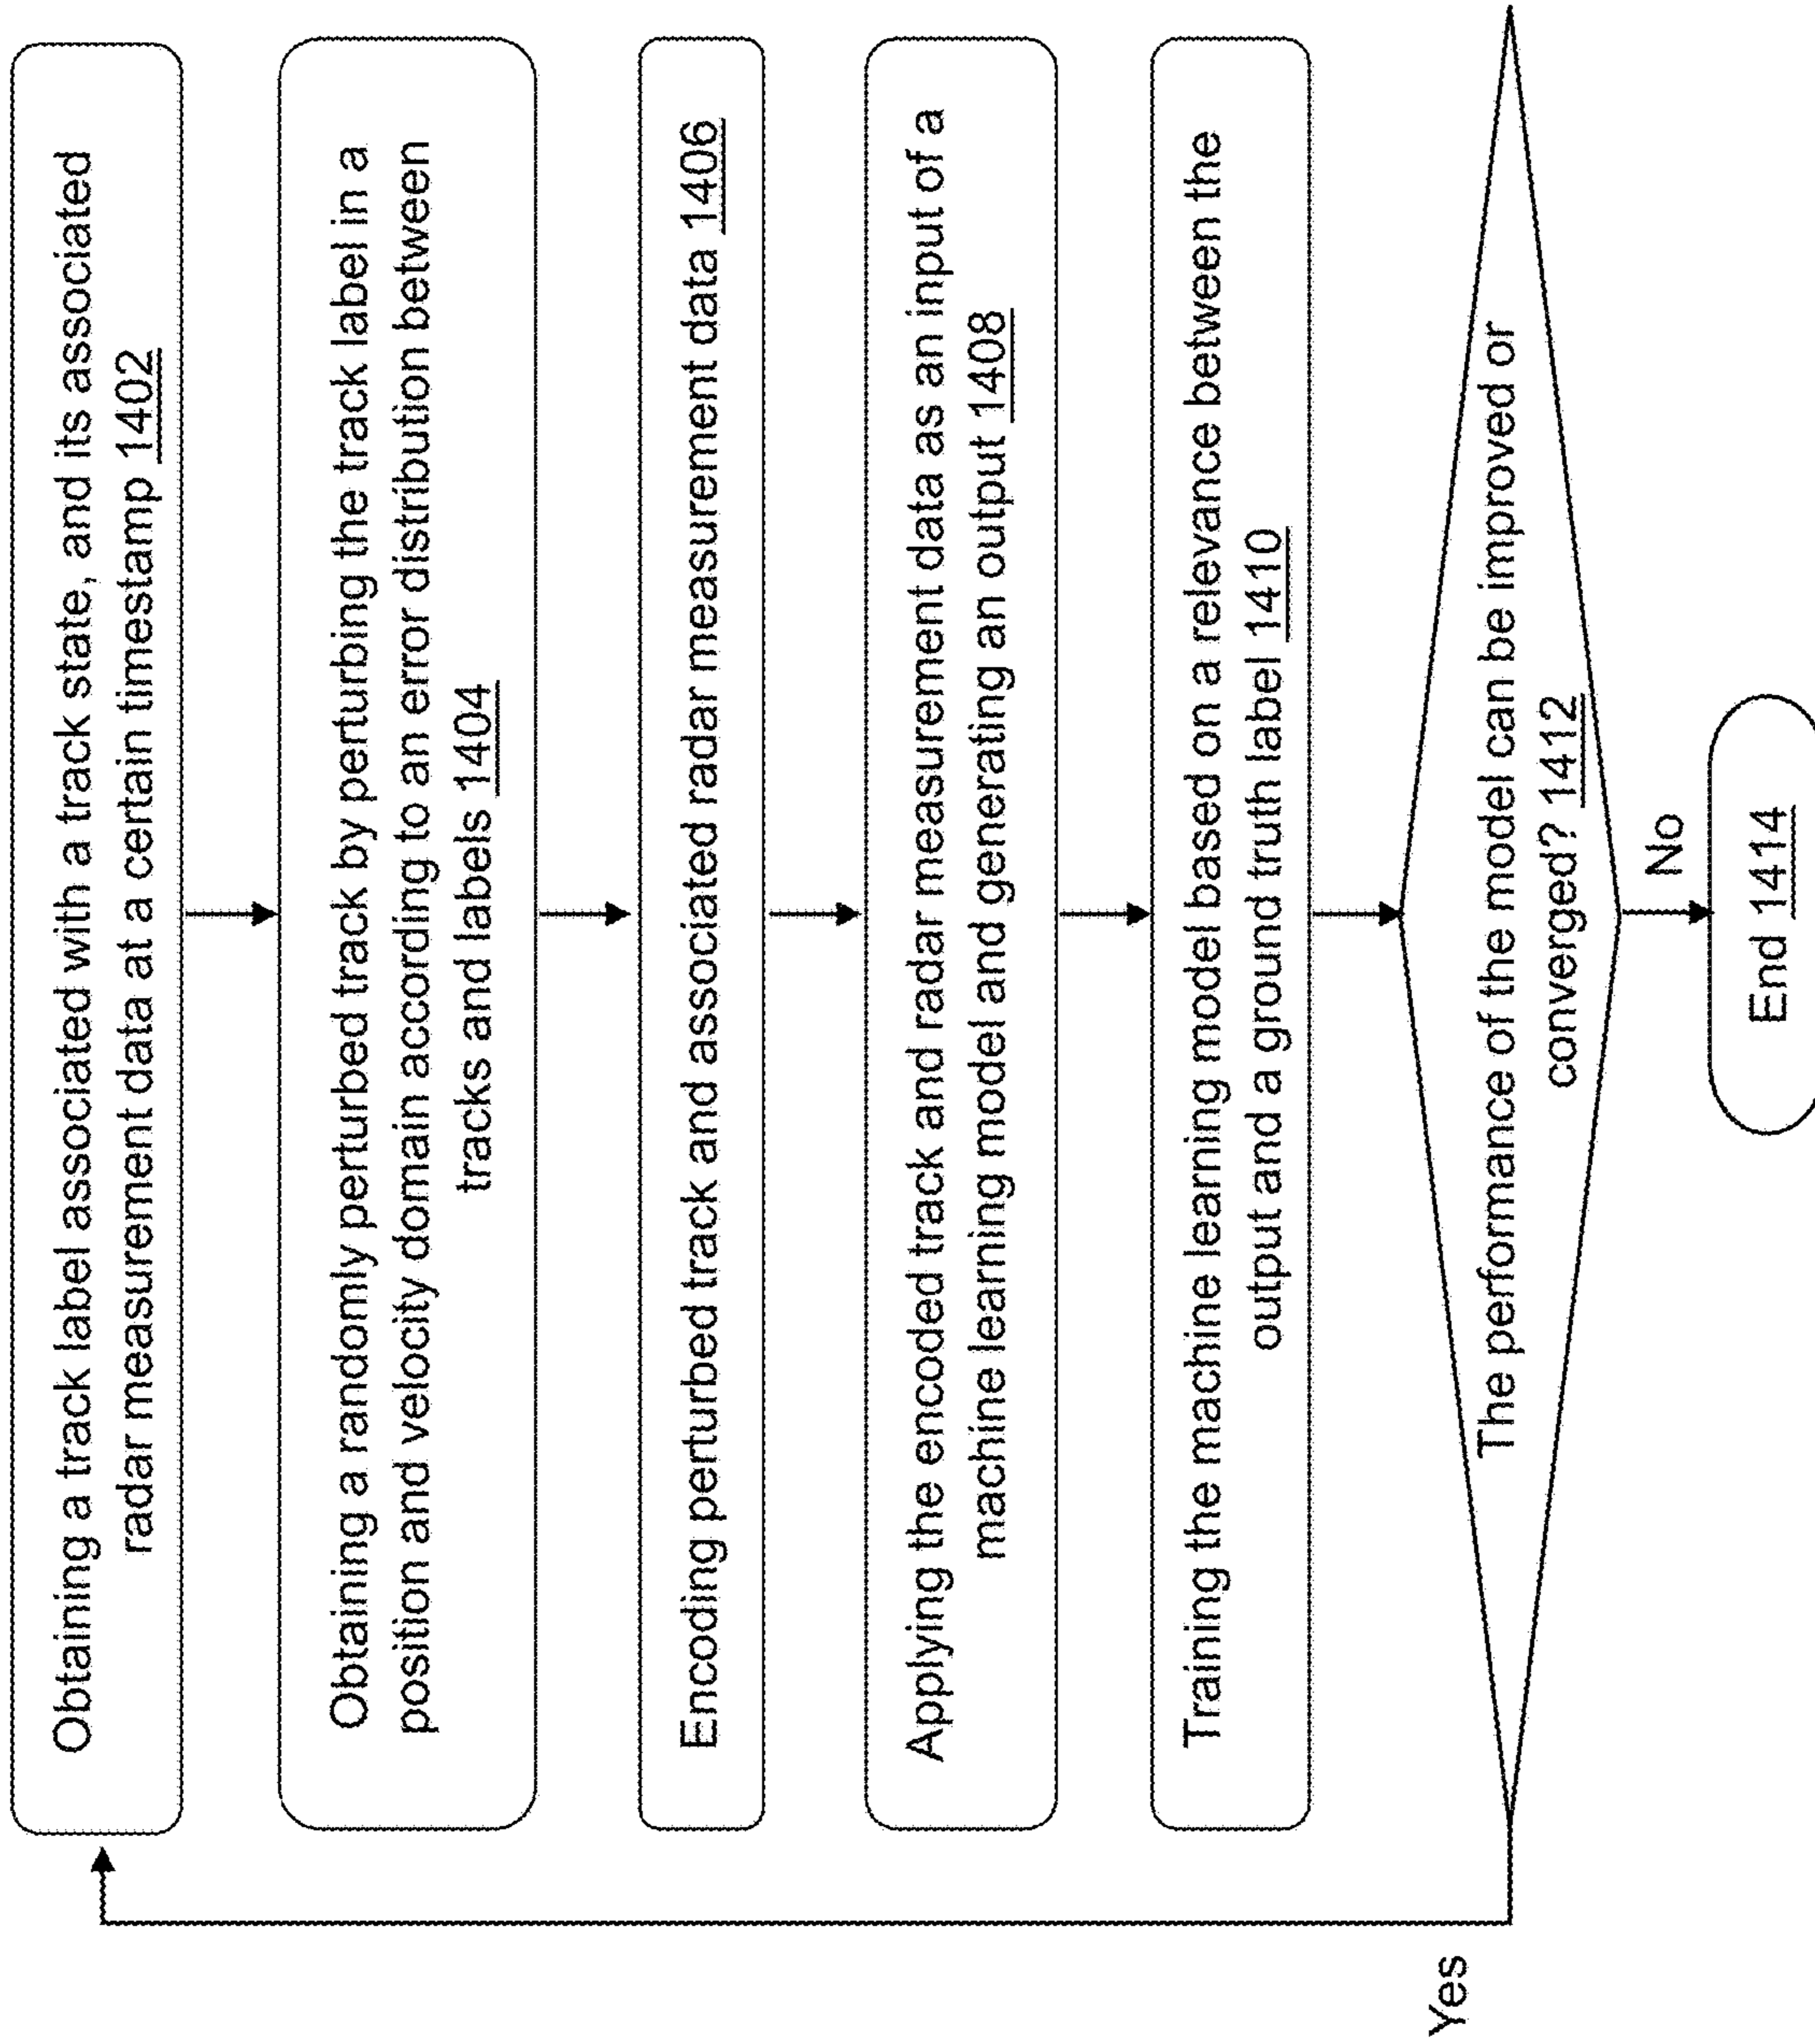 Obtaining a track label associated with a track state, and its associated
radar measurement data at a certain timestamp 1402
Obtaining a randomly perturbed track by perturbing the track label in a
position and velocity domain according to an error distribution between
tracks and labels 1404
Encoding perturbed track and associated radar measurement data 1406
Applying the encoded track and radar measurement data as an input of a
machine learning model and generating an output 1408
Training the machine learning model based on a relevance between the
output and a ground truth label 1410
The performance of the model can be improved or
converged? 1412
Yes
No
End 1414